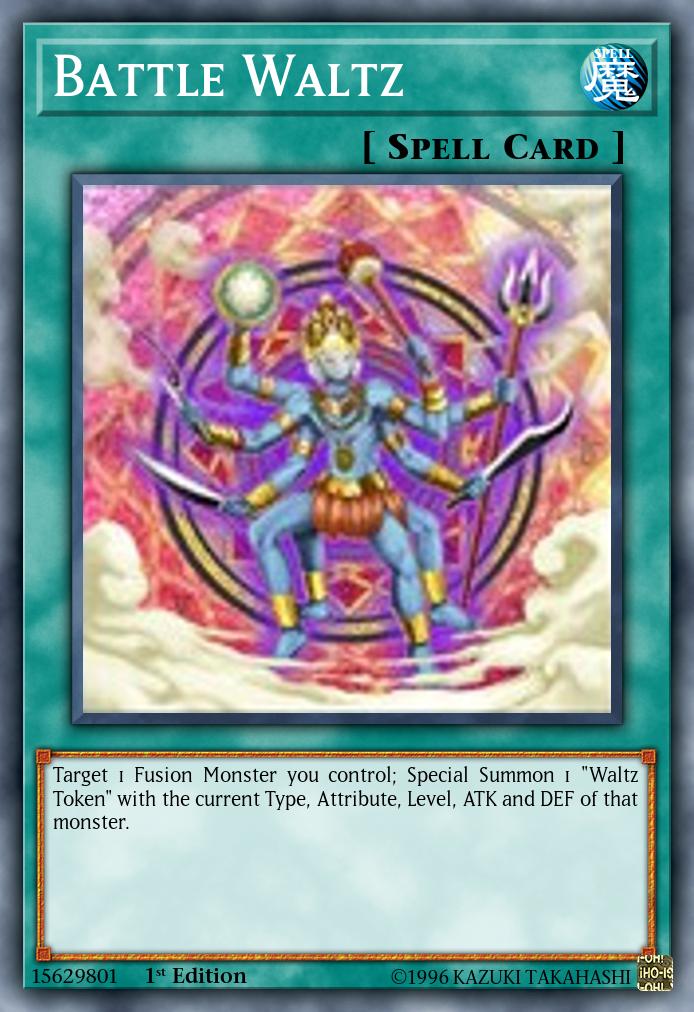 BATTLE WALTZ
SPELL
魔
[ SPELL CARD ]
Target 1 Fusion Monster you control; Special Summon 1 "Waltz
Token" with the current Type, Attribute, Level, ATK and DEF of that
monster.
15629801 1st Edition ©1996 KAZUKI TAKAHASHI